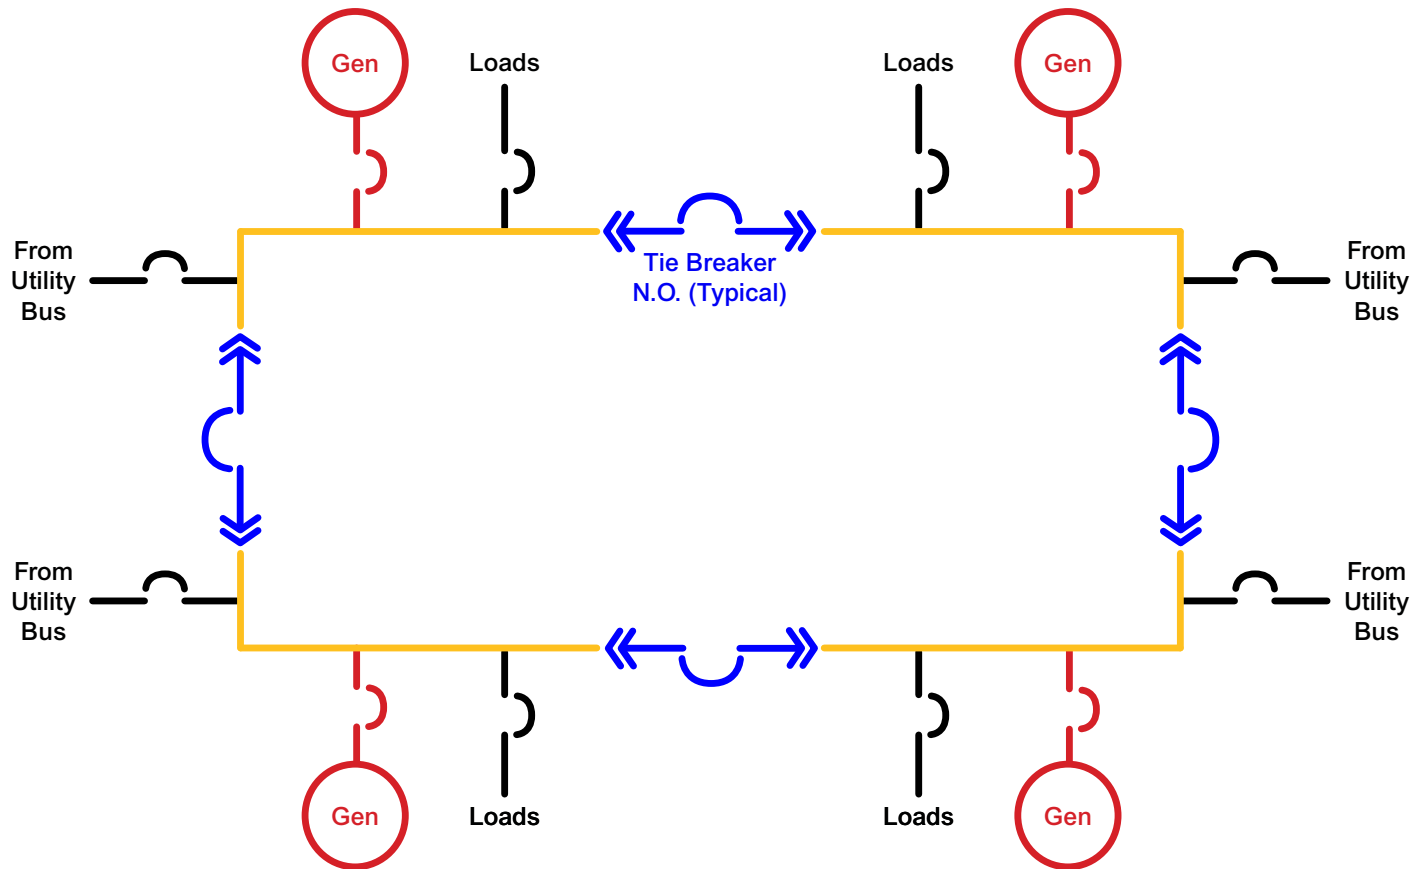 Gen
Loads
Loads
Gen
From
Utility
Bus
Tie Breaker
N.O. (Typical)
From
Utility
Bus
From
Utility
Bus
From
Utility
Bus
Gen
Loads
Loads
Gen